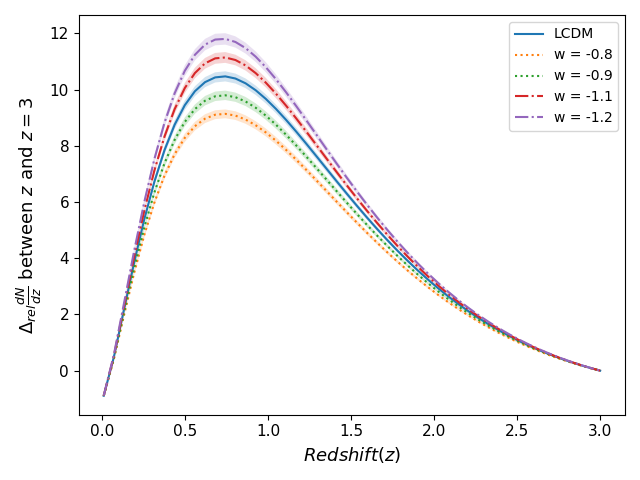 LCDM
w = -0.8
w = -0.9
w = -1.1
w = -1.2
Δrel dN/dz between z and z = 3
12
10
8
6
4
2
0
0.0 0.5 1.0 1.5 2.0 2.5 3.0
Redshift(z)